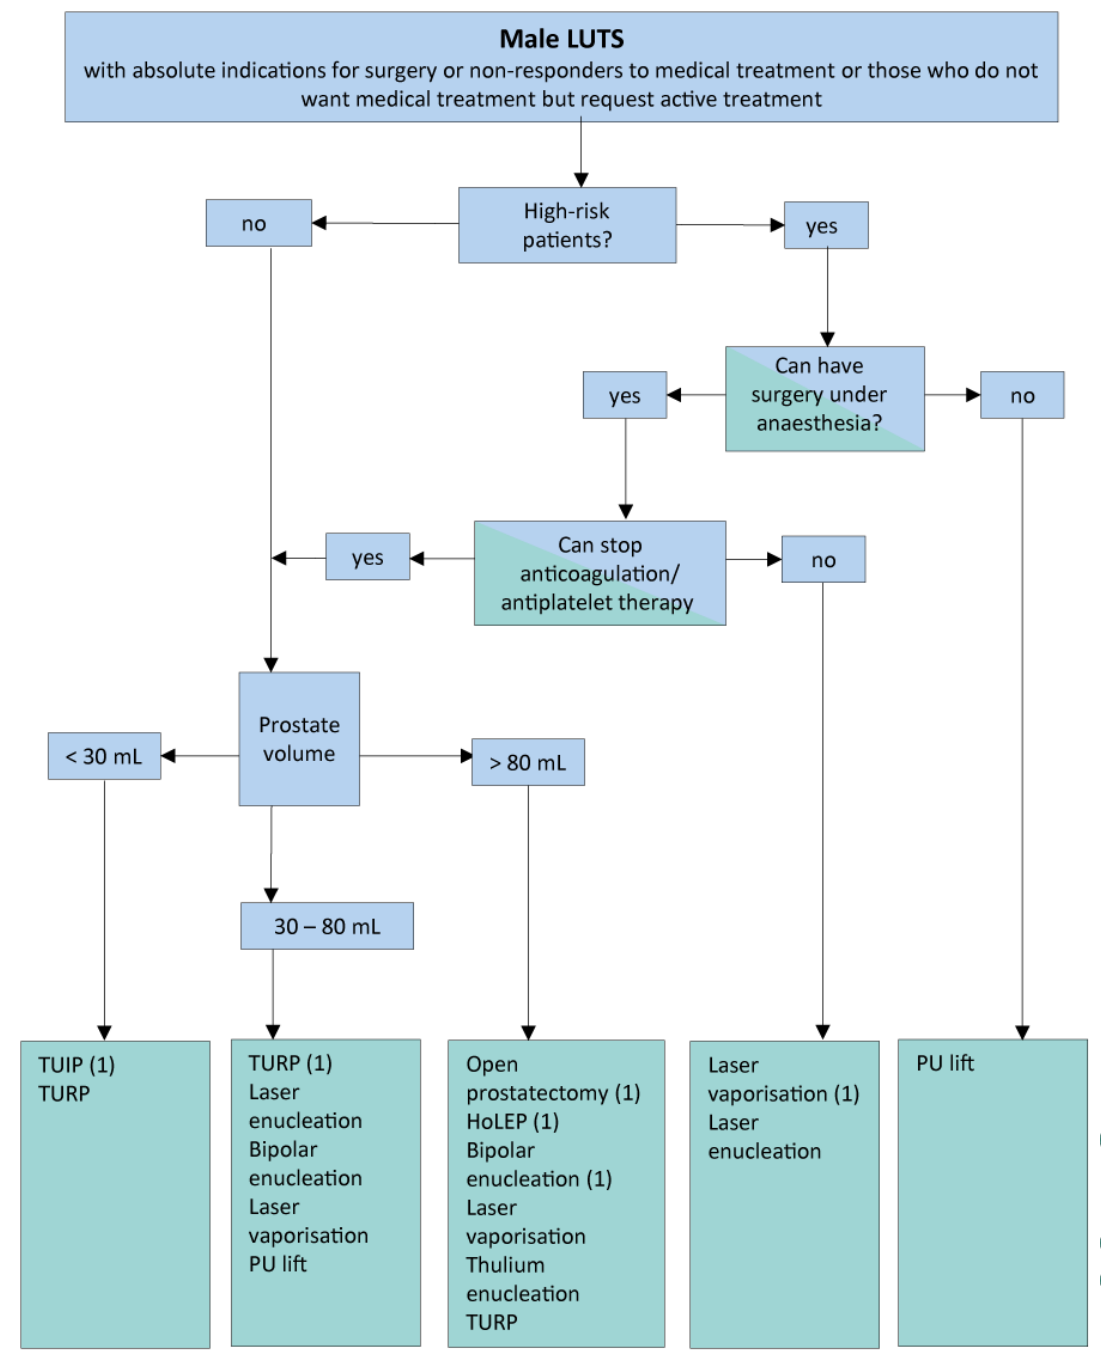 Male LUTS
with absolute indications for surgery or non-responders to medical treatment or those who do not
want medical treatment but request active treatment
High-risk
patients?
no
yes
Can have
surgery under
anaesthesia?
yes
no
Can stop
anticoagulation/
antiplatelet therapy
yes
no
Prostate
volume
< 30 mL
> 80 mL
30 – 80 mL
TUIP (1)
TURP
TURP (1)
Laser
enucleation
Bipolar
enucleation
Laser
vaporisation
PU lift
Open
prostatectomy (1)
HoLEP (1)
Bipolar
enucleation (1)
Laser
vaporisation
Thulium
enucleation
TURP
Laser
vaporisation (1)
Laser
enucleation
PU lift